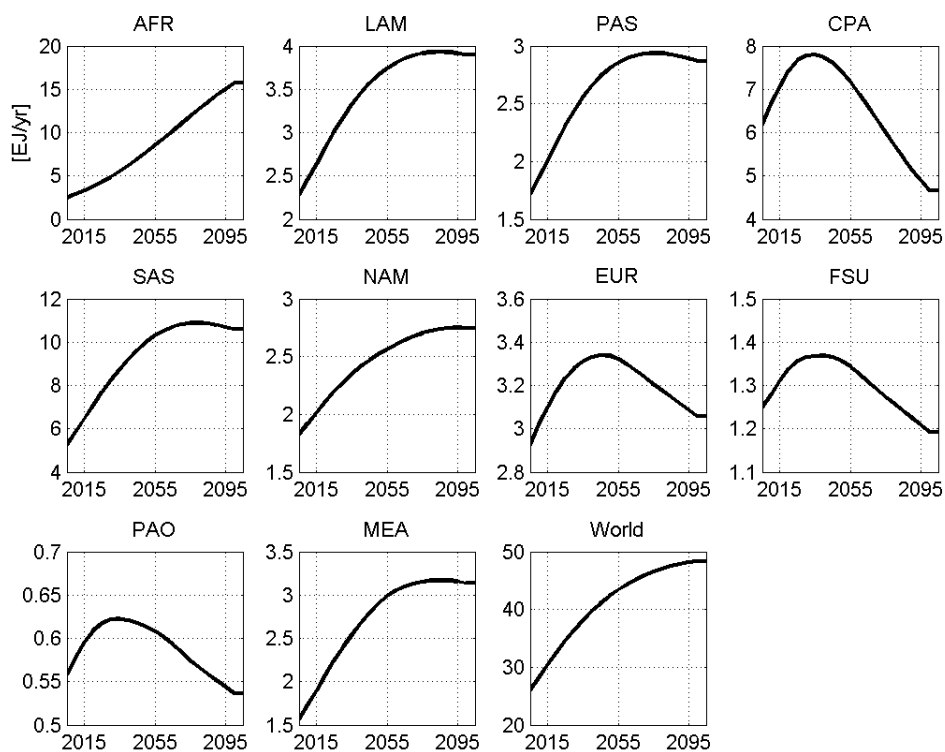 AFR LAM PAS CPA
[EJ/yr]
20 15 10 5 0
2015 2055 2095
4 3.5 3 2.5 2
2015 2055 2095
3 2.5 2 1.5
2015 2055 2095
8 7 6 5 4
2015 2055 2095
SAS NAM EUR FSU
12 10 8 6 4
2015 2055 2095
3 2.5 2 1.5
2015 2055 2095
3.6 3.4 3.2 3 2.8
2015 2055 2095
1.5 1.4 1.3 1.2 1.1
2015 2055 2095
PAO MEA World
0.7 0.65 0.6 0.55 0.5
2015 2055 2095
3.5 3 2.5 2 1.5
2015 2055 2095
50 40 30 20
2015 2055 2095